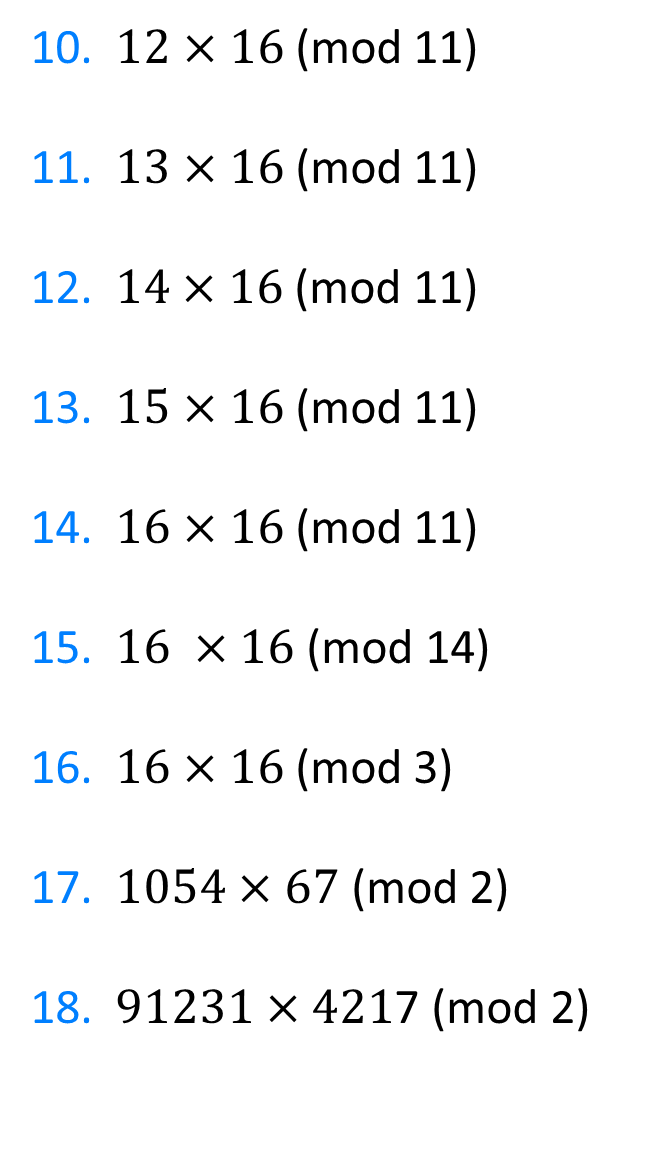 10. 12 × 16 (mod 11)
11. 13 × 16 (mod 11)
12. 14 × 16 (mod 11)
13. 15 × 16 (mod 11)
14. 16 × 16 (mod 11)
15. 16 × 16 (mod 14)
16. 16 × 16 (mod 3)
17. 1054 × 67 (mod 2)
18. 91231 × 4217 (mod 2)